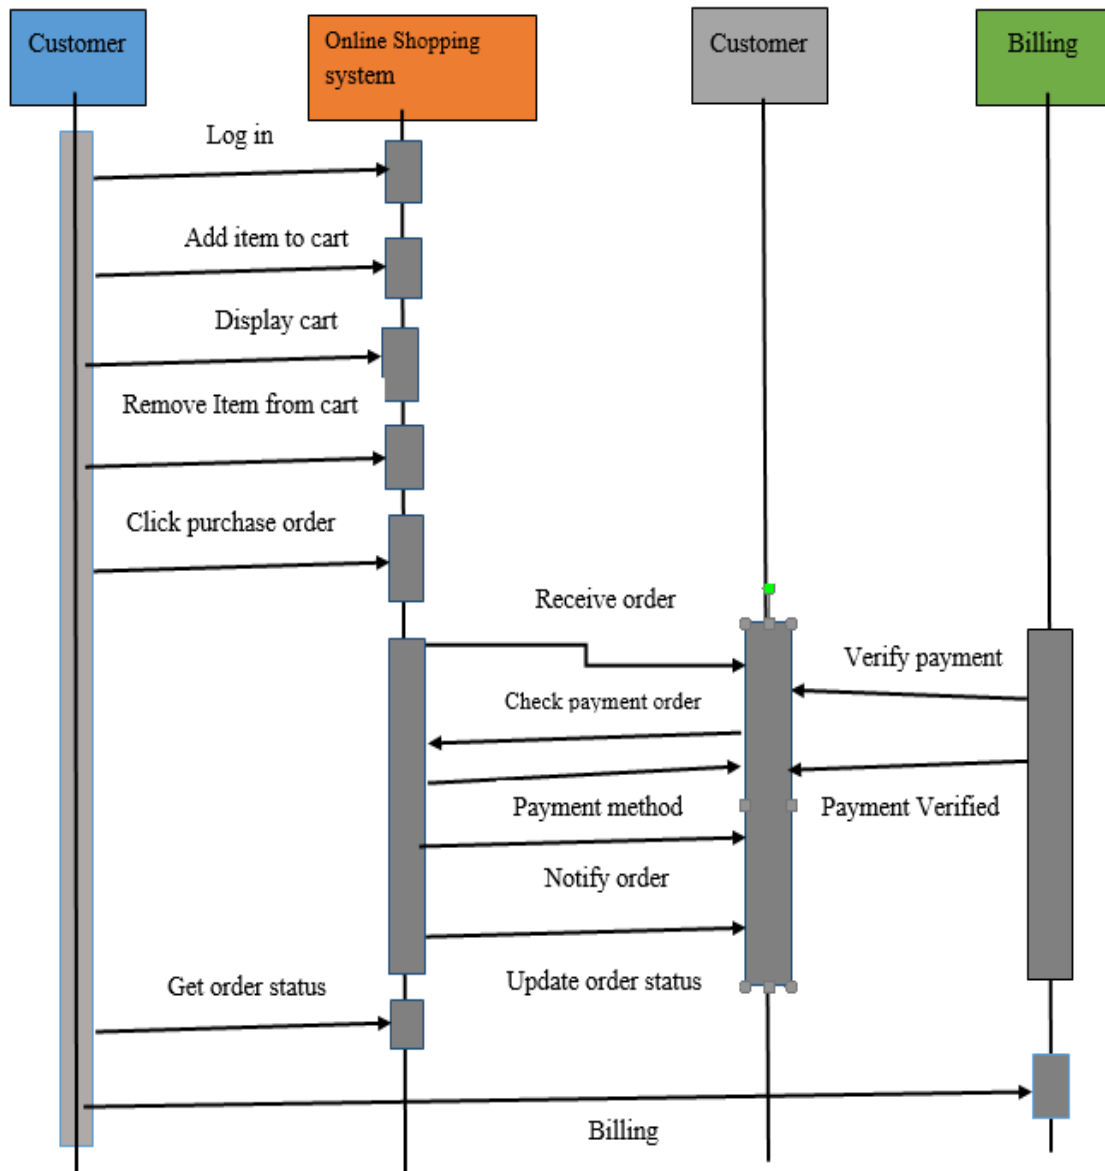 Customer
Online Shopping
system
Customer
Billing
Log in
Add item to cart
Display cart
Remove Item from cart
Click purchase order
Receive order
Verify payment
Check payment order
Payment method
Payment Verified
Notify order
Update order status
Get order status
Billing